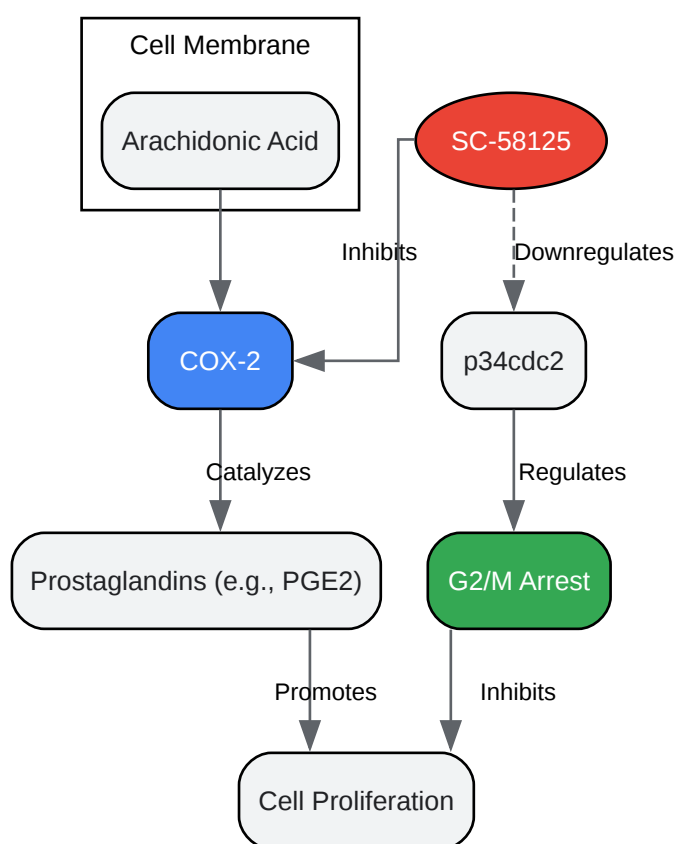 Cell Membrane
Arachidonic Acid
SC-58125
Inhibits
Downregulates
COX-2
p34cdc2
Catalyzes
Regulates
Prostaglandins (e.g., PGE2)
G2/M Arrest
Promotes
Inhibits
Cell Proliferation